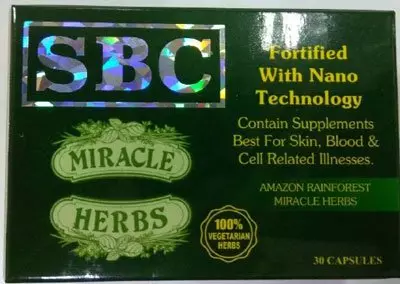 SBC
Fortified
With Nano
Technology
Contain Supplements
Best For Skin, Blood &
Cell Related Illnesses.
MIRACLE
HERBS
AMAZON RAINFOREST
MIRACLE HERBS
100%
VEGETARIAN
HERBS
30 CAPSULES